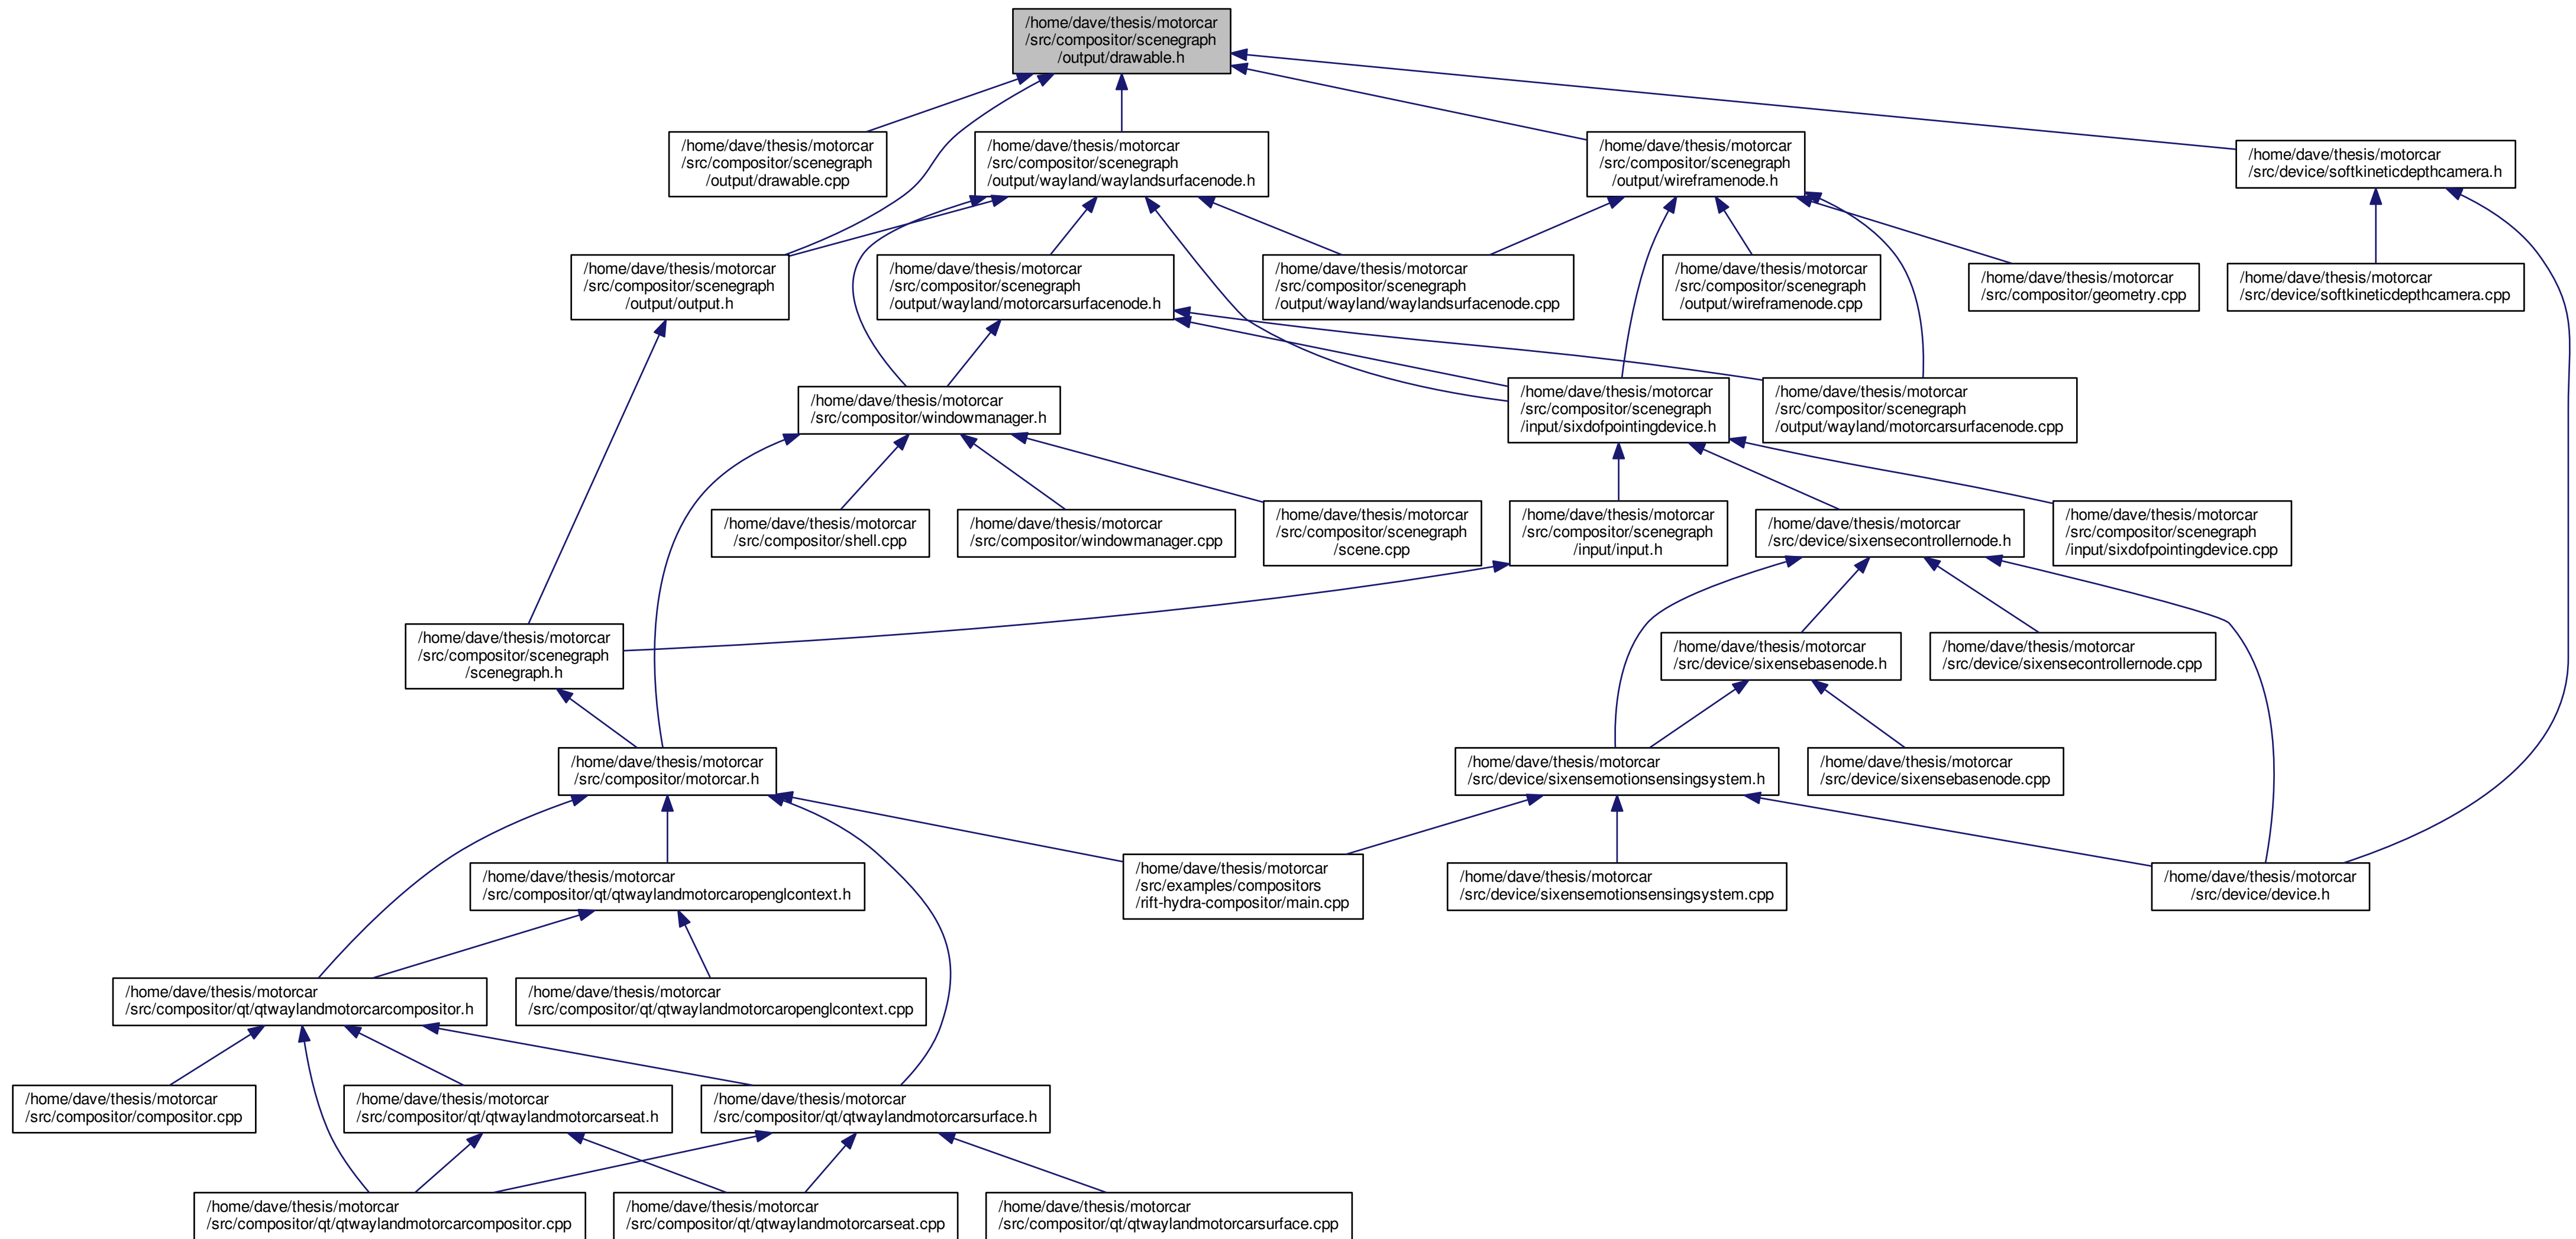 /home/dave/thesis/motorcar
/src/compositor/scenegraph
/output/drawable.h
/home/dave/thesis/motorcar
/src/compositor/scenegraph
/output/drawable.cpp
/home/dave/thesis/motorcar
/src/compositor/scenegraph
/output/wayland/waylandsurfacenode.h
/home/dave/thesis/motorcar
/src/compositor/scenegraph
/output/wireframenode.h
/home/dave/thesis/motorcar
/src/device/softkineticdepthcamera.h
/home/dave/thesis/motorcar
/src/compositor/scenegraph
/output/output.h
/home/dave/thesis/motorcar
/src/compositor/scenegraph
/output/wayland/motorcarsurfacenode.h
/home/dave/thesis/motorcar
/src/compositor/scenegraph
/output/wayland/waylandsurfacenode.cpp
/home/dave/thesis/motorcar
/src/compositor/scenegraph
/output/wireframenode.cpp
/home/dave/thesis/motorcar
/src/compositor/geometry.cpp
/home/dave/thesis/motorcar
/src/device/softkineticdepthcamera.cpp
/home/dave/thesis/motorcar
/src/compositor/windowmanager.h
/home/dave/thesis/motorcar
/src/compositor/scenegraph
/input/sixdofpointingdevice.h
/home/dave/thesis/motorcar
/src/compositor/scenegraph
/output/wayland/motorcarsurfacenode.cpp
/home/dave/thesis/motorcar
/src/compositor/shell.cpp
/home/dave/thesis/motorcar
/src/compositor/windowmanager.cpp
/home/dave/thesis/motorcar
/src/compositor/scenegraph
/scene.cpp
/home/dave/thesis/motorcar
/src/compositor/scenegraph
/input/input.h
/home/dave/thesis/motorcar
/src/device/sixensecontrollernode.h
/home/dave/thesis/motorcar
/src/compositor/scenegraph
/input/sixdofpointingdevice.cpp
/home/dave/thesis/motorcar
/src/compositor/scenegraph
/scenegraph.h
/home/dave/thesis/motorcar
/src/device/sixensebasenode.h
/home/dave/thesis/motorcar
/src/device/sixensecontrollernode.cpp
/home/dave/thesis/motorcar
/src/compositor/motorcar.h
/home/dave/thesis/motorcar
/src/device/sixensemotionsensingsystem.h
/home/dave/thesis/motorcar
/src/device/sixensebasenode.cpp
/home/dave/thesis/motorcar
/src/compositor/qt/qtwaylandmotorcaropenglcontext.h
/home/dave/thesis/motorcar
/src/examples/compositors
/rift-hydra-compositor/main.cpp
/home/dave/thesis/motorcar
/src/device/sixensemotionsensingsystem.cpp
/home/dave/thesis/motorcar
/src/device/device.h
/home/dave/thesis/motorcar
/src/compositor/qt/qtwaylandmotorcarcompositor.h
/home/dave/thesis/motorcar
/src/compositor/qt/qtwaylandmotorcaropenglcontext.cpp
/home/dave/thesis/motorcar
/src/compositor/compositor.cpp
/home/dave/thesis/motorcar
/src/compositor/qt/qtwaylandmotorcarseat.h
/home/dave/thesis/motorcar
/src/compositor/qt/qtwaylandmotorcarsurface.h
/home/dave/thesis/motorcar
/src/compositor/qt/qtwaylandmotorcarcompositor.cpp
/home/dave/thesis/motorcar
/src/compositor/qt/qtwaylandmotorcarseat.cpp
/home/dave/thesis/motorcar
/src/compositor/qt/qtwaylandmotorcarsurface.cpp